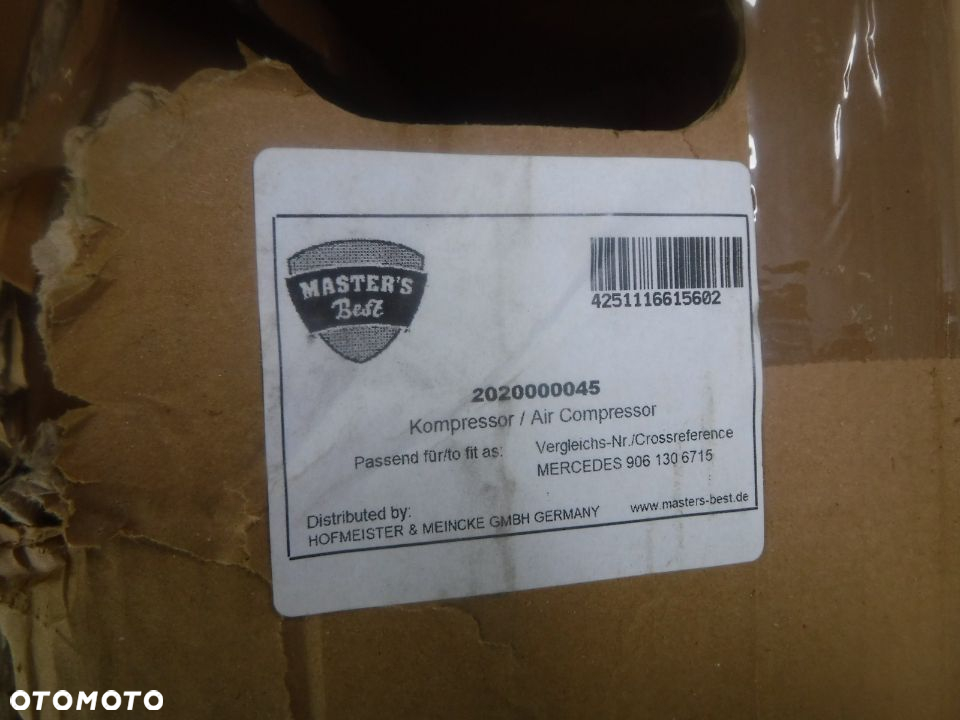 MASTER'S
Best
4251116615602
2020000045
Kompressor / Air Compressor
Passend für/to fit as:
Vergleichs-Nr./Crossreference
MERCEDES 906 130 6715
Distributed by:
HOFMEISTER & MEINCKE GMBH GERMANY
www.masters-best.de
OTOMOTO